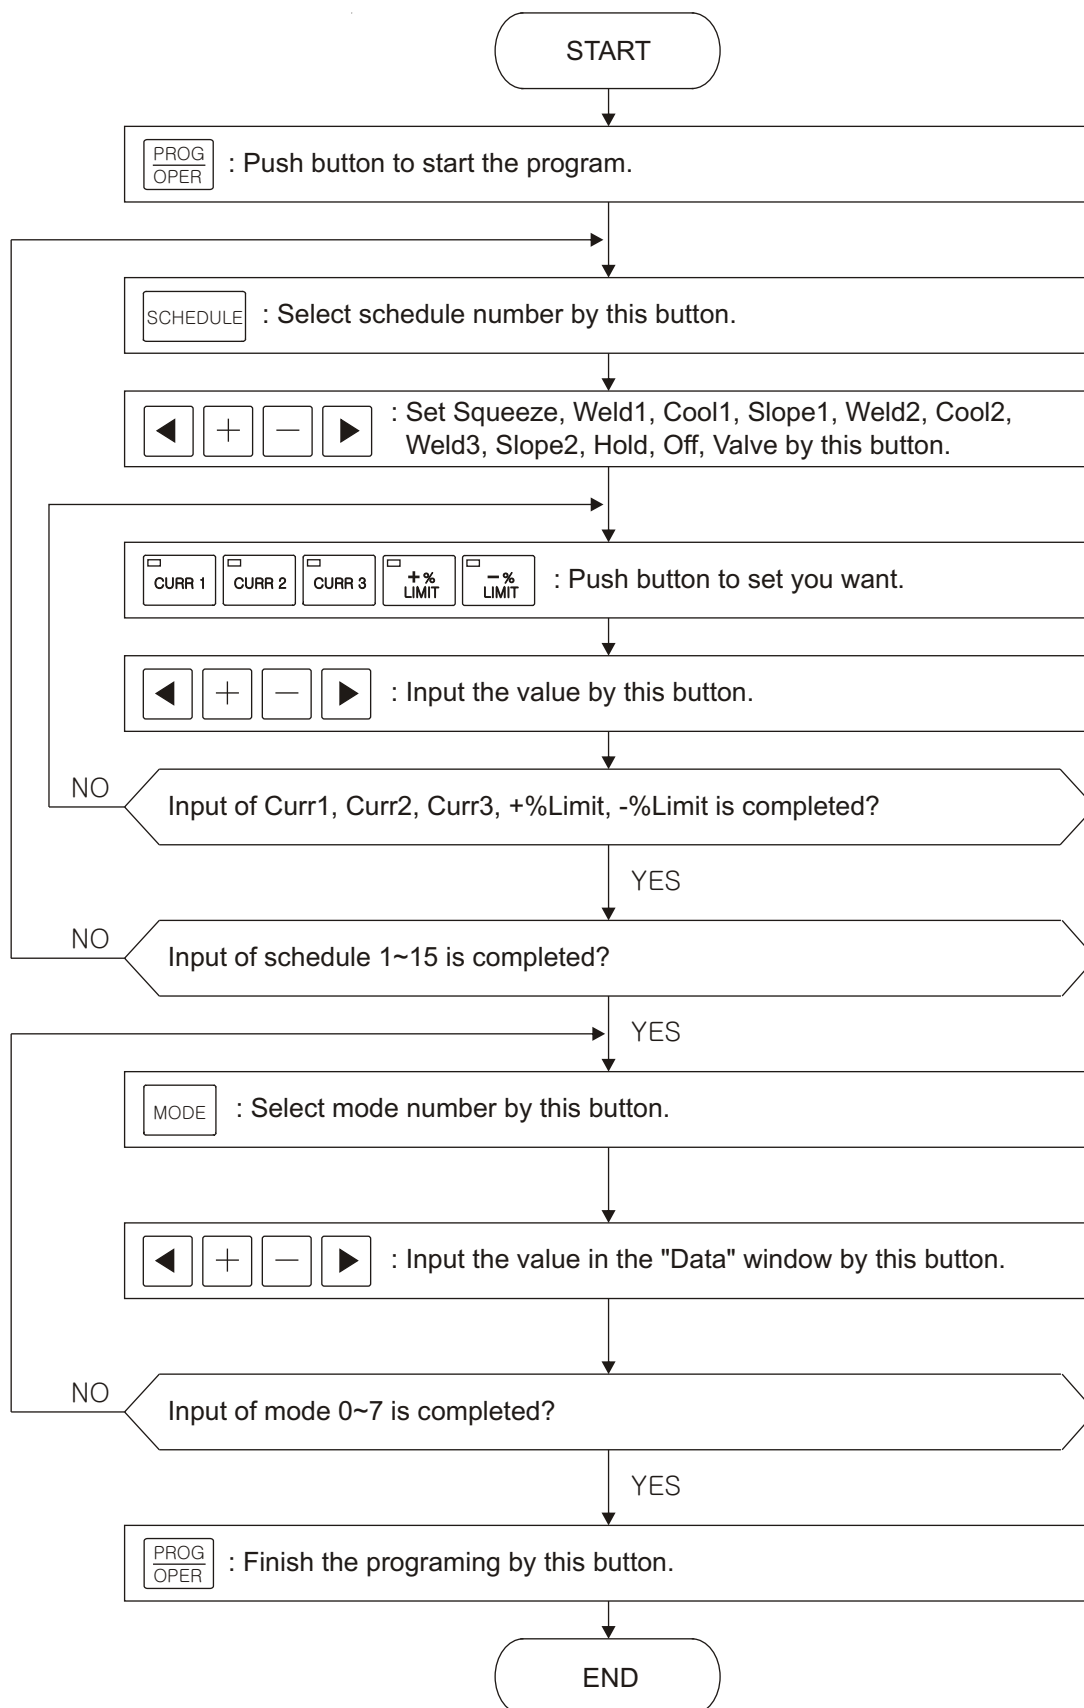 START
PROG
OPER : Push button to start the program.
SCHEDULE : Select schedule number by this button.
◀ + − ▶ : Set Squeeze, Weld1, Cool1, Slope1, Weld2, Cool2,
Weld3, Slope2, Hold, Off, Valve by this button.
CURR 1 CURR 2 CURR 3 +% LIMIT −% LIMIT : Push button to set you want.
◀ + − ▶ : Input the value by this button.
NO
Input of Curr1, Curr2, Curr3, +%Limit, -%Limit is completed?
YES
NO
Input of schedule 1~15 is completed?
YES
MODE : Select mode number by this button.
◀ + − ▶ : Input the value in the "Data" window by this button.
NO
Input of mode 0~7 is completed?
YES
PROG
OPER : Finish the programing by this button.
END